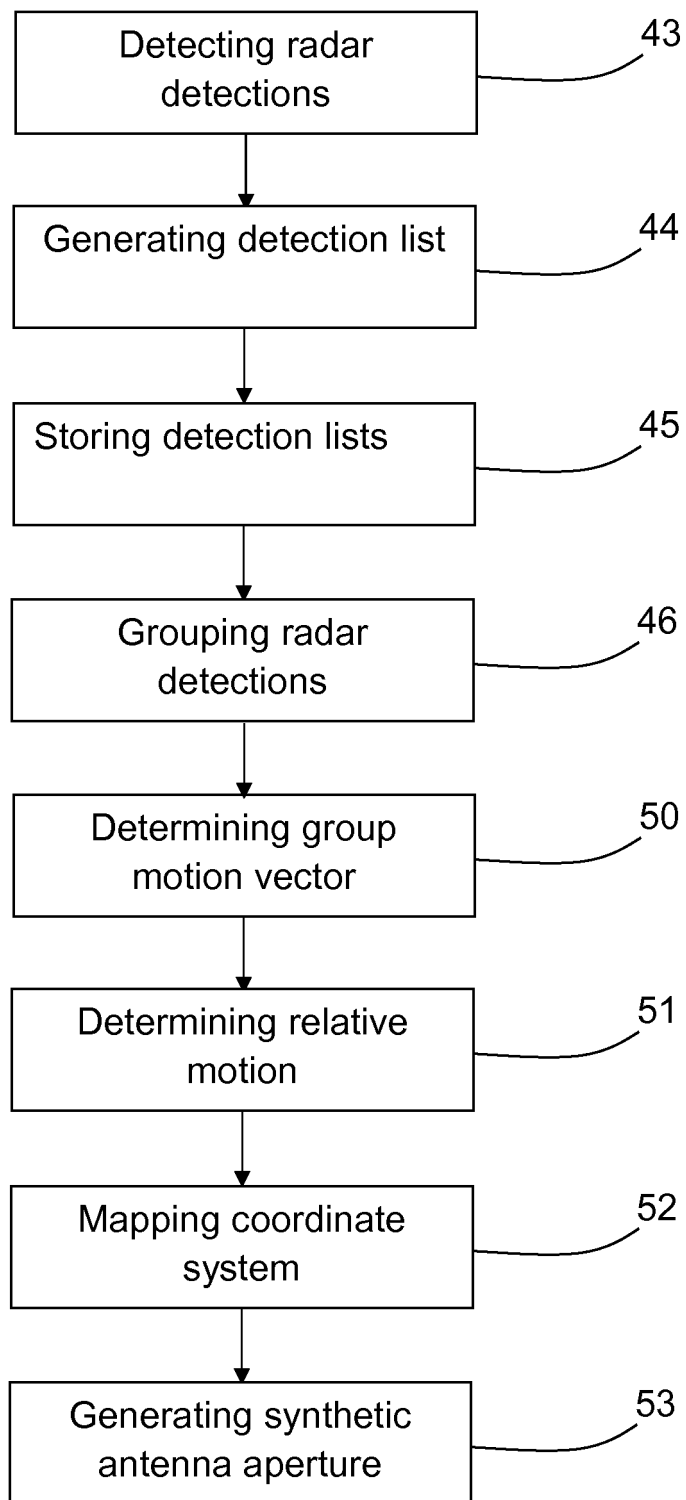 Detecting radar
detections
43
Generating detection list
44
Storing detection lists
45
Grouping radar
detections
46
Determining group
motion vector
50
Determining relative
motion
51
Mapping coordinate
system
52
Generating synthetic
antenna aperture
53